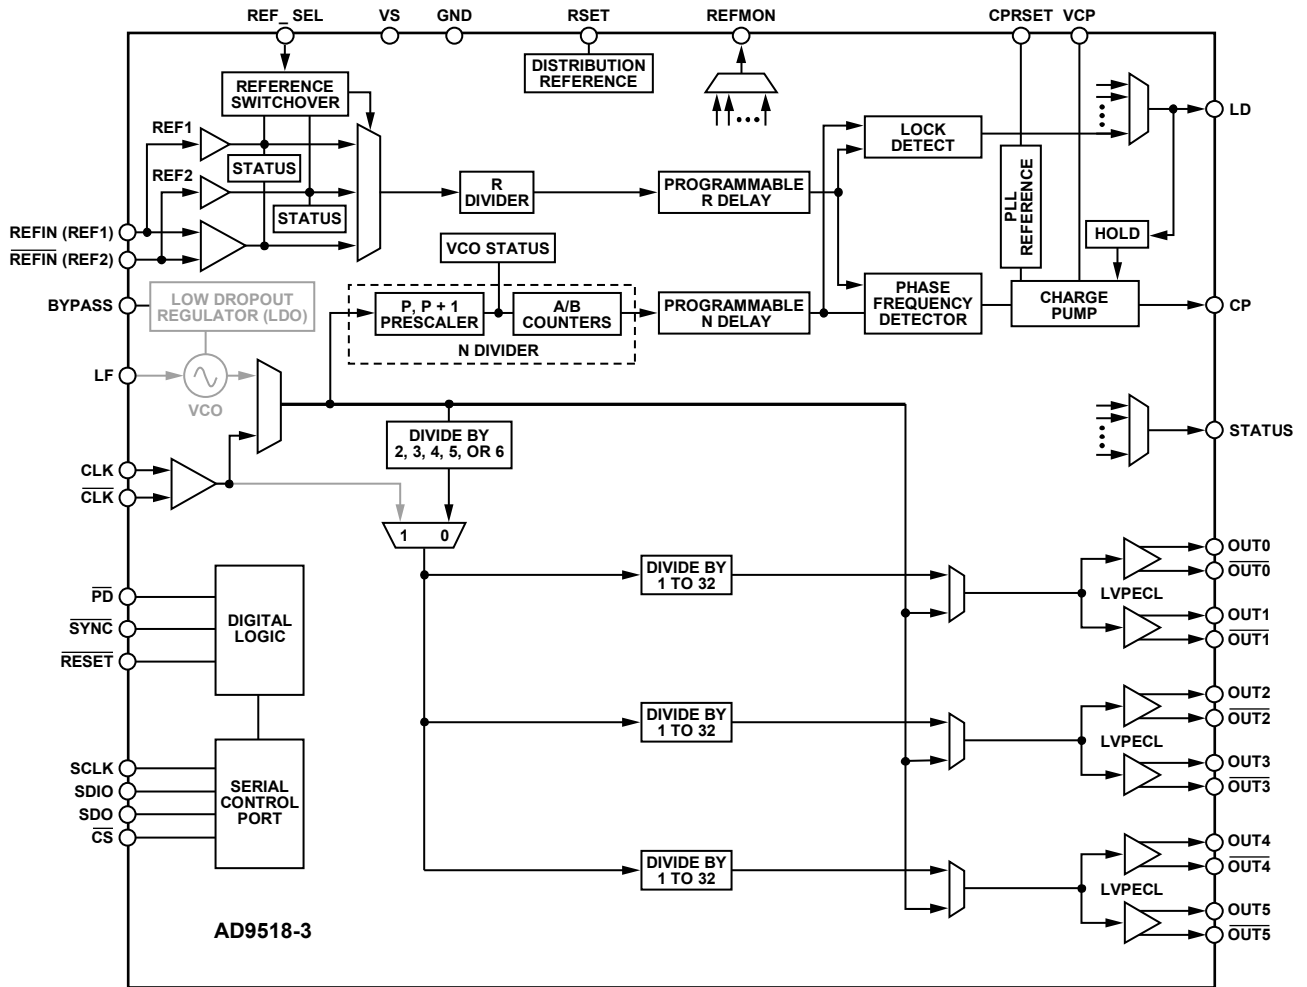 REF_ SEL
VS
GND
RSET
REFMON
CPRSET
VCP
DISTRIBUTION
REFERENCE
REFERENCE
SWITCHOVER
REF1
STATUS
REF2
STATUS
R
DIVIDER
PROGRAMMABLE
R DELAY
LOCK
DETECT
LD
PLL
REFERENCE
HOLD
REFIN (REF1)
REFIN (REF2)
BYPASS
LOW DROPOUT
REGULATOR (LDO)
VCO STATUS
P, P + 1
PRESCALER
A/B
COUNTERS
N DIVIDER
PROGRAMMABLE
N DELAY
PHASE
FREQUENCY
DETECTOR
CHARGE
PUMP
CP
LF
VCO
STATUS
DIVIDE BY
2, 3, 4, 5, OR 6
CLK
CLK
1 0
PD
SYNC
RESET
DIGITAL
LOGIC
SCLK
SDIO
SDO
CS
SERIAL
CONTROL
PORT
DIVIDE BY
1 TO 32
LVPECL
OUT0
OUT0
OUT1
OUT1
DIVIDE BY
1 TO 32
LVPECL
OUT2
OUT2
OUT3
OUT3
DIVIDE BY
1 TO 32
LVPECL
OUT4
OUT4
OUT5
OUT5
AD9518-3